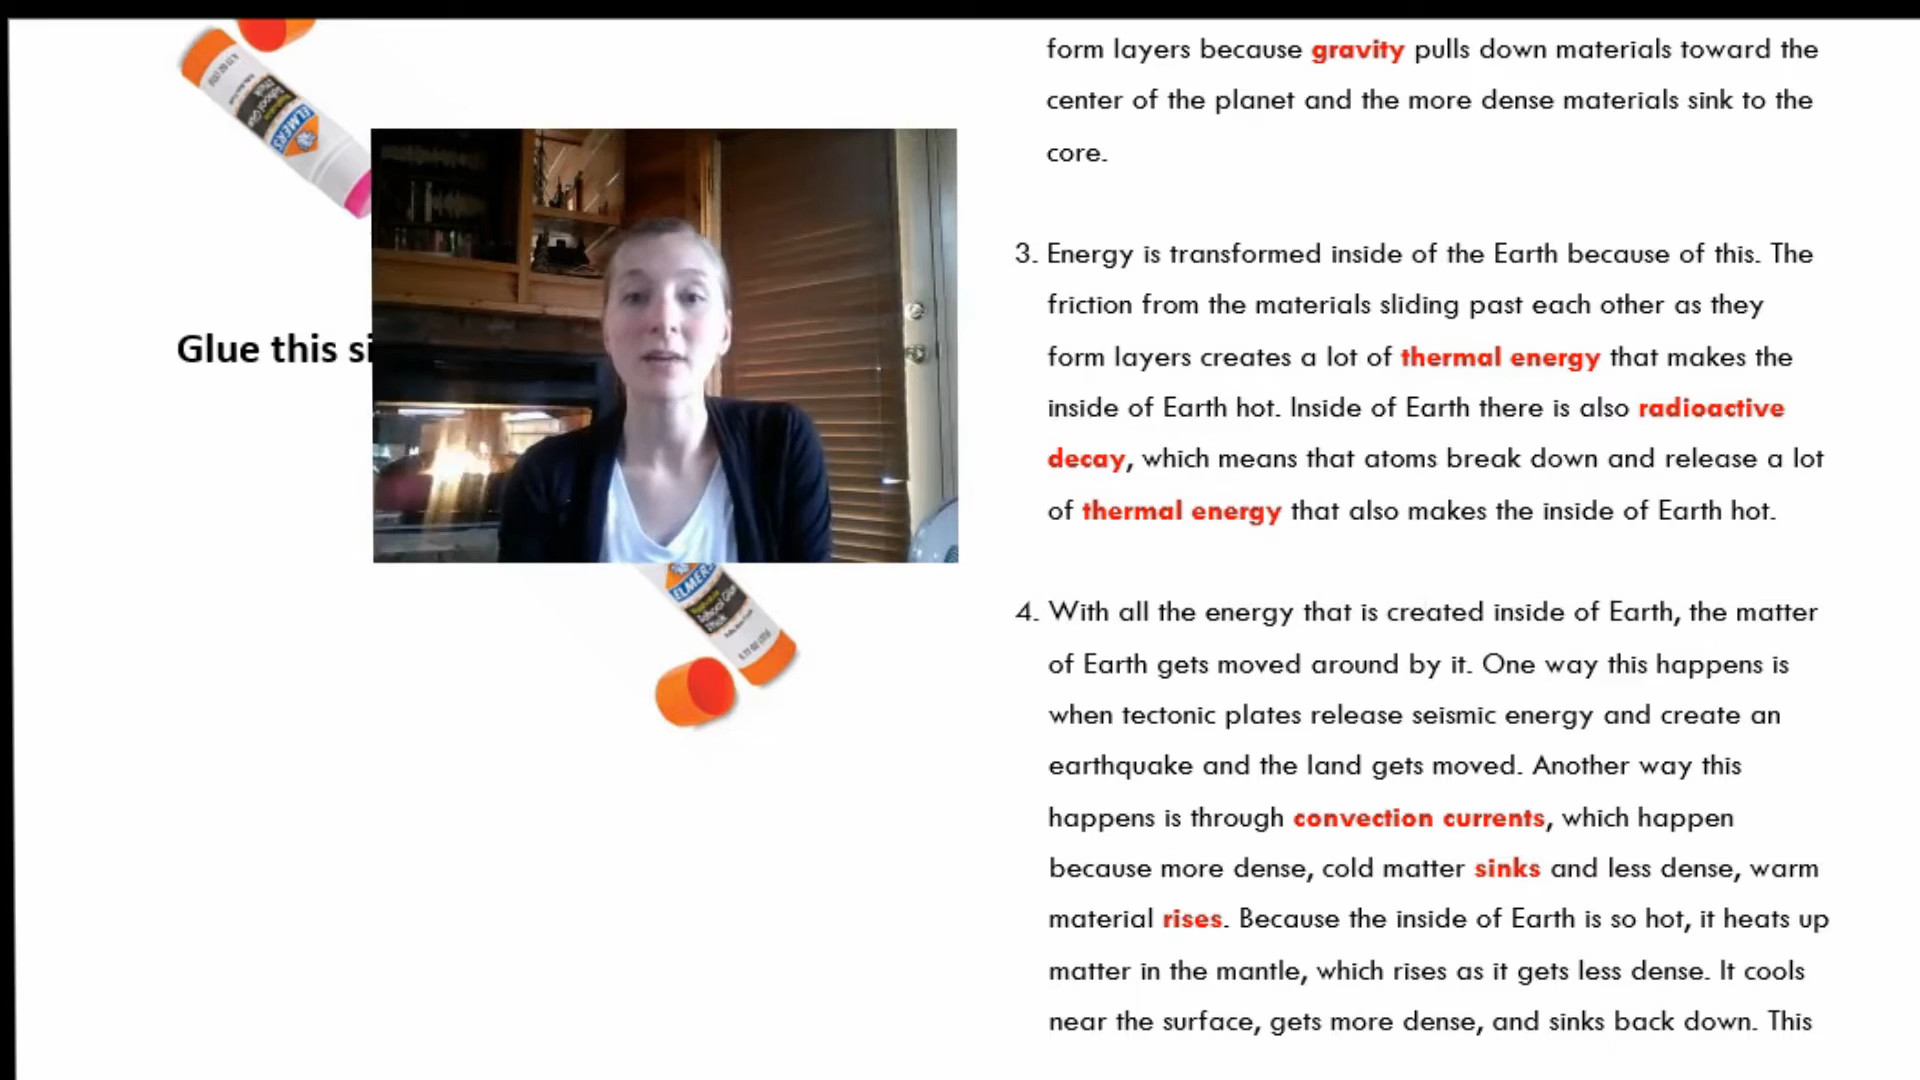 Glue this si
ELMERS
School Glue
Stick
form layers because gravity pulls down materials toward the
center of the planet and the more dense materials sink to the
core.
3. Energy is transformed inside of the Earth because of this. The
friction from the materials sliding past each other as they
form layers creates a lot of thermal energy that makes the
inside of Earth hot. Inside of Earth there is also radioactive
decay, which means that atoms break down and release a lot
of thermal energy that also makes the inside of Earth hot.
4. With all the energy that is created inside of Earth, the matter
of Earth gets moved around by it. One way this happens is
when tectonic plates release seismic energy and create an
earthquake and the land gets moved. Another way this
happens is through convection currents, which happen
because more dense, cold matter sinks and less dense, warm
material rises. Because the inside of Earth is so hot, it heats up
matter in the mantle, which rises as it gets less dense. It cools
near the surface, gets more dense, and sinks back down. This